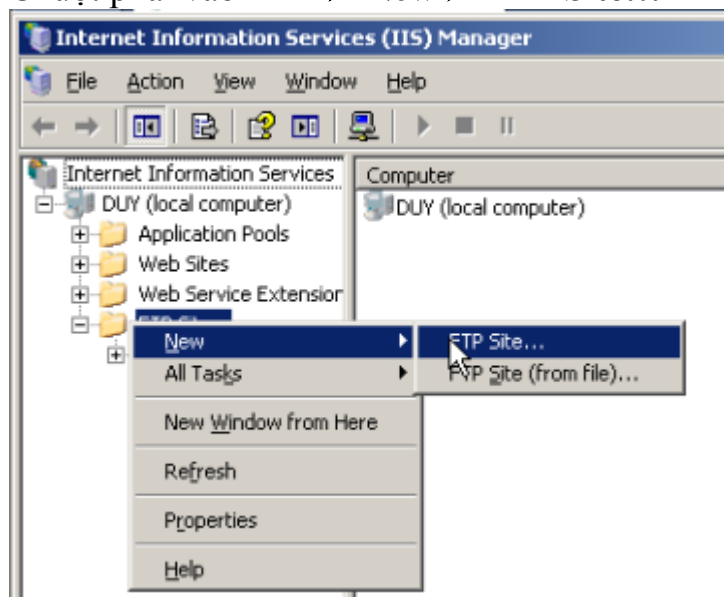 Internet Information Services (IIS) Manager
File Action View Window Help
Internet Information Services
Computer
DUY (local computer)
DUY (local computer)
Application Pools
Web Sites
Web Service Extension
New
FTP Site...
All Tasks
FTP Site (from file)...
New Window from Here
Refresh
Properties
Help